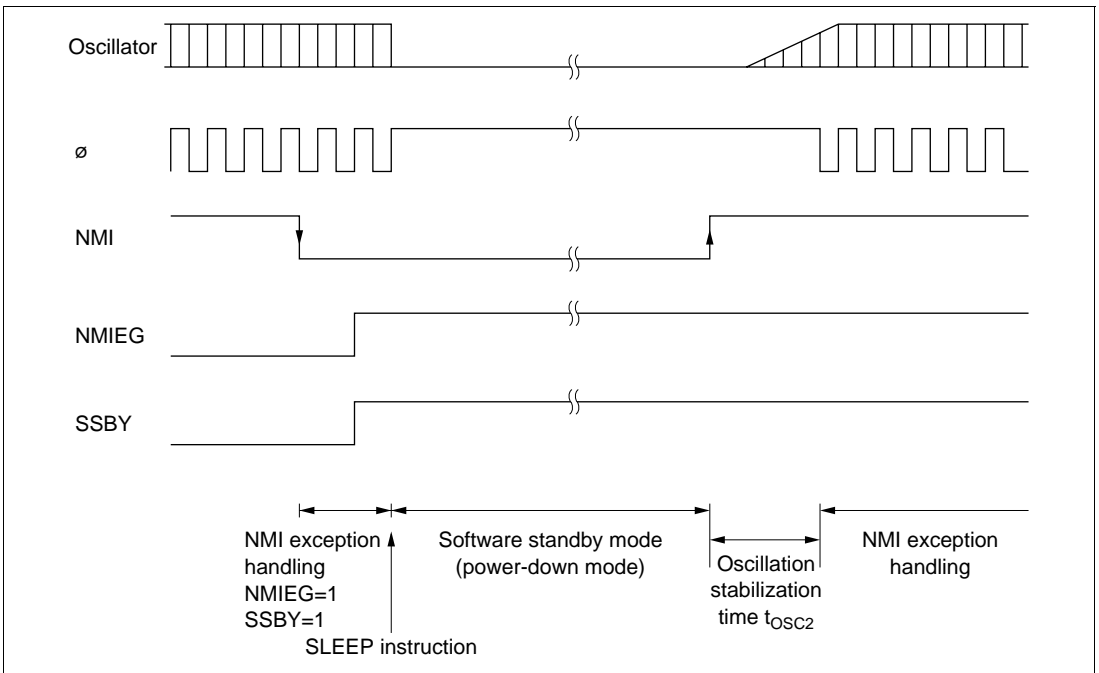 Oscillator
ø
NMI
NMIEG
SSBY
NMI exception
handling
NMIEG=1
SSBY=1
SLEEP instruction
Software standby mode
(power-down mode)
Oscillation
stabilization
time tOSC2
NMI exception
handling